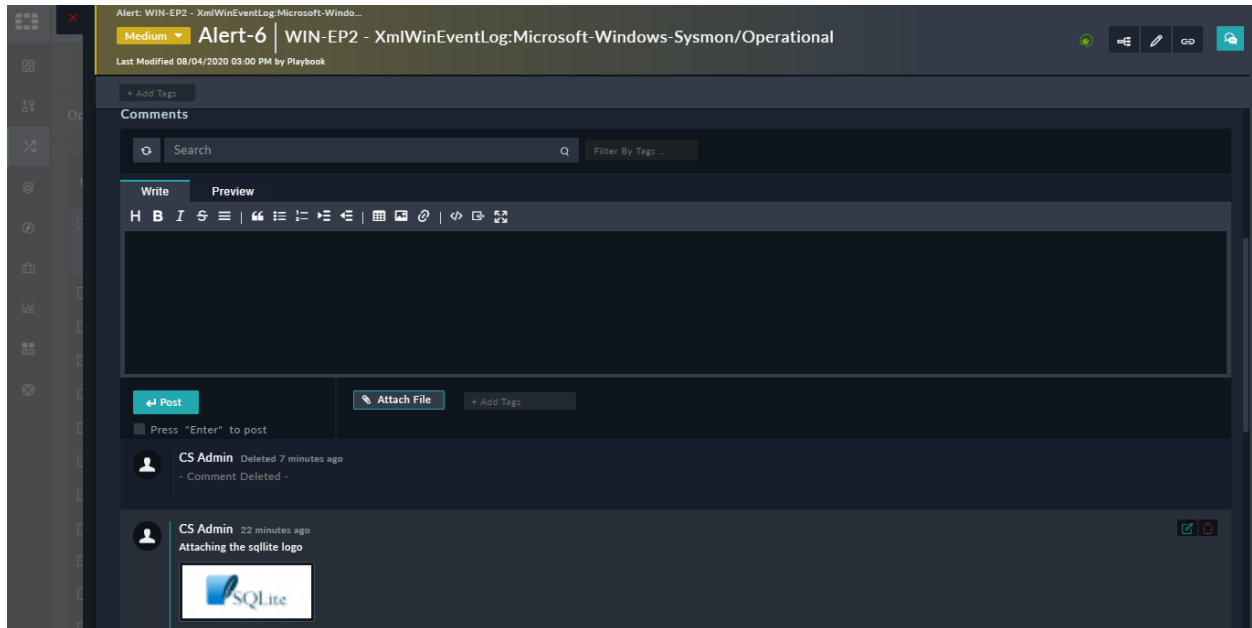 Alert: WIN-EP2 - XmlWinEventLog:Microsoft-Windo...
Medium Alert-6 WIN-EP2 - XmlWinEventLog:Microsoft-Windows-Sysmon/Operational
Last Modified 08/04/2020 03:00 PM by Playbook
+ Add Tags
Op
Comments
Search
Filter By Tags ..
Write Preview
H B I S
Post
Attach File
+ Add Tags
Press "Enter" to post
CS Admin Deleted 7 minutes ago
- Comment Deleted -
CS Admin 22 minutes ago
Attaching the sqllite logo
SQLite